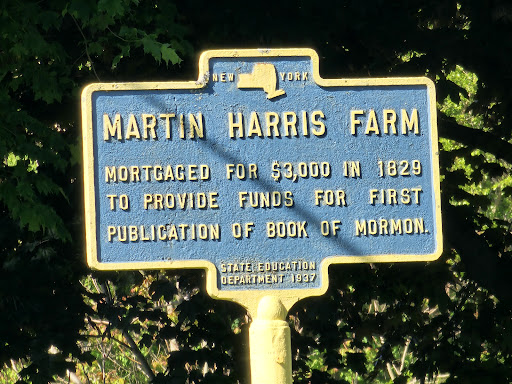 NEW YORK
MARTIN HARRIS FARM
MORTGAGED FOR $3,000 IN 1829
TO PROVIDE FUNDS FOR FIRST
PUBLICATION OF BOOK OF MORMON.
STATE EDUCATION
DEPARTMENT 1937